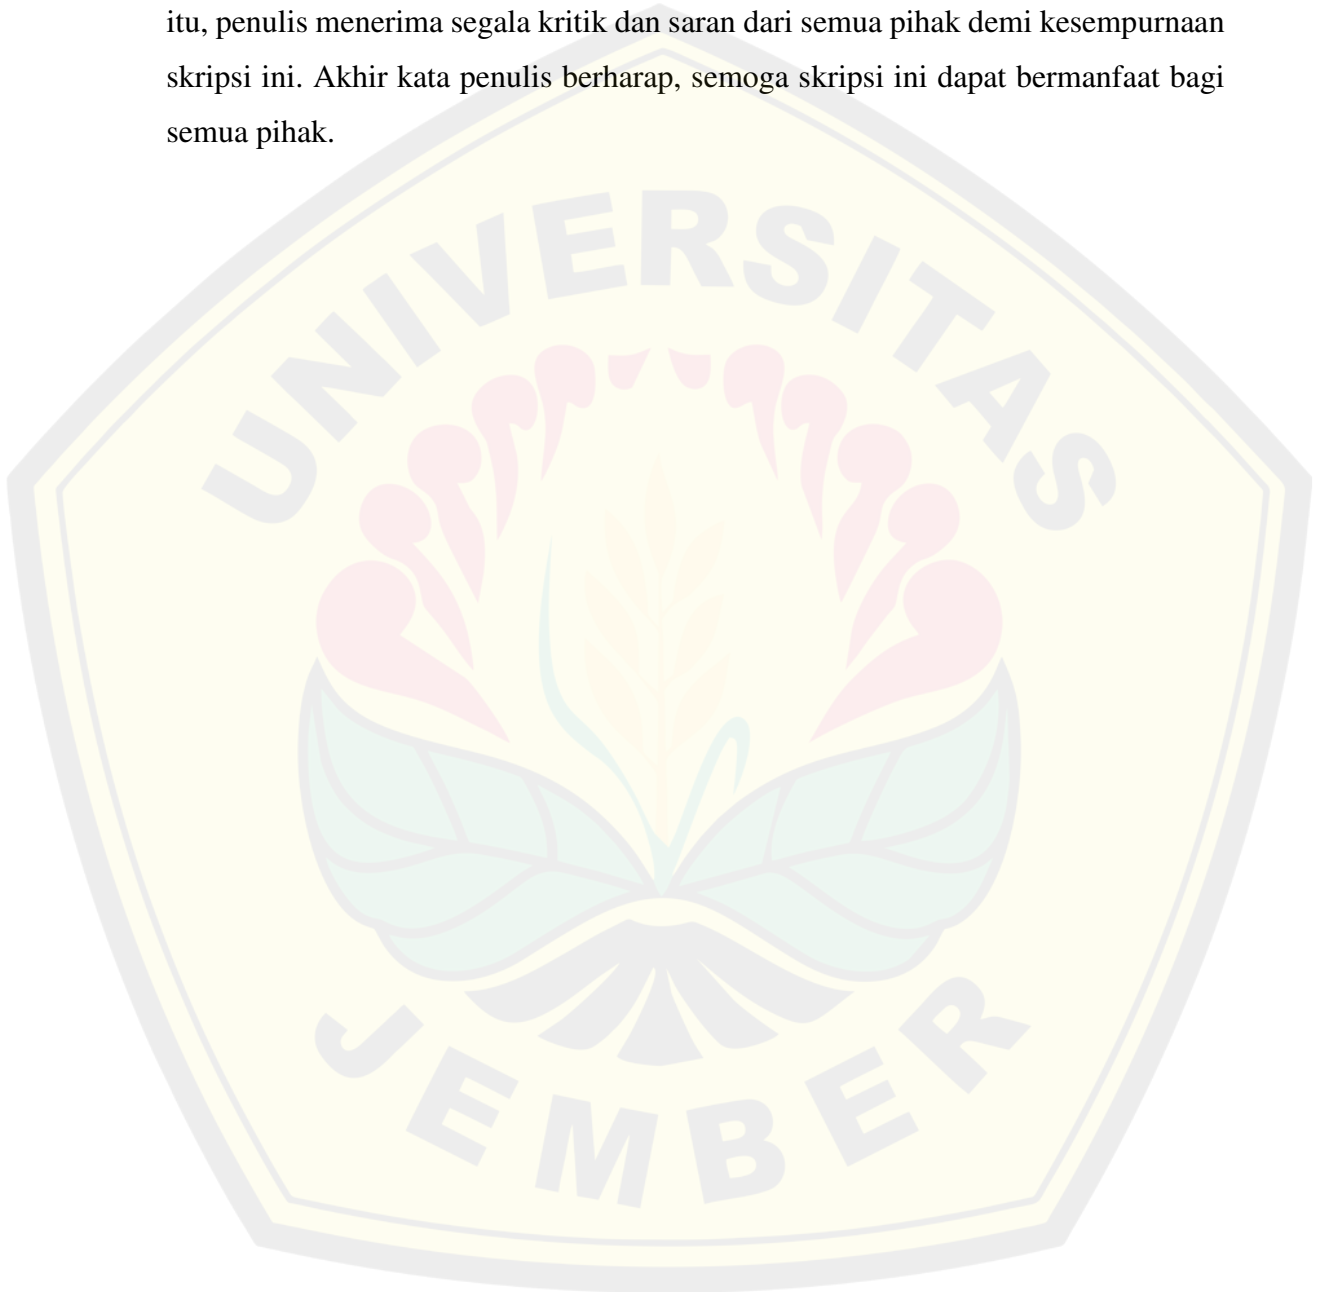 itu, penulis menerima segala kritik dan saran dari semua pihak demi kesempurnaan
skripsi ini. Akhir kata penulis berharap, semoga skripsi ini dapat bermanfaat bagi
semua pihak.
UNIVERSITAS
JEMBER